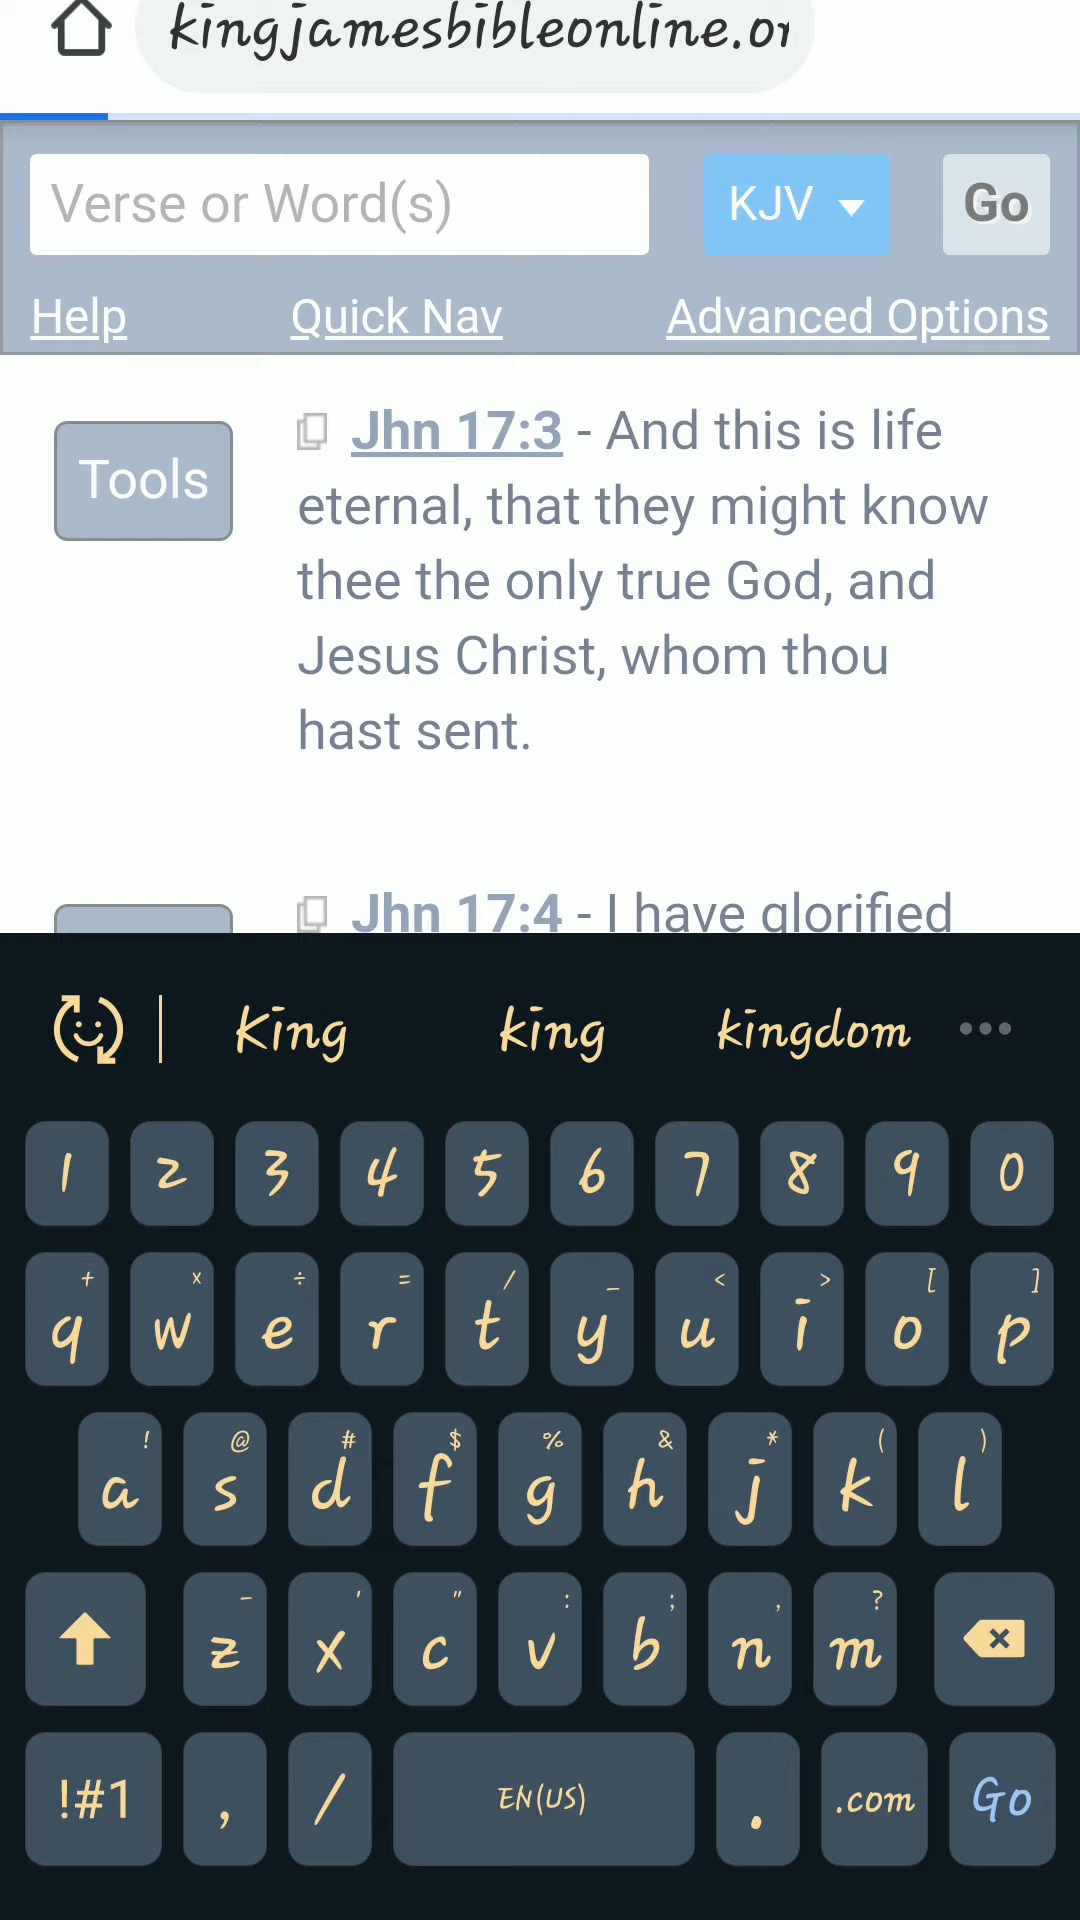 kingjamesbibleonline.or
Verse or Word(s) KJV Go
Help Quick Nav Advanced Options
Tools
Jhn 17:3 - And this is life
eternal, that they might know
thee the only true God, and
Jesus Christ, whom thou
hast sent.
Jhn 17:4 - I have glorified
King king kingdom
1 2 3 4 5 6 7 8 9 0
+ × ÷ = / _ < > [ ]
q w e r t y u i o p
! @ # $ % & * ( )
a s d f g h j k l
- ' " : ; , ?
z x c v b n m
!#1 , / EN(US) . .com Go